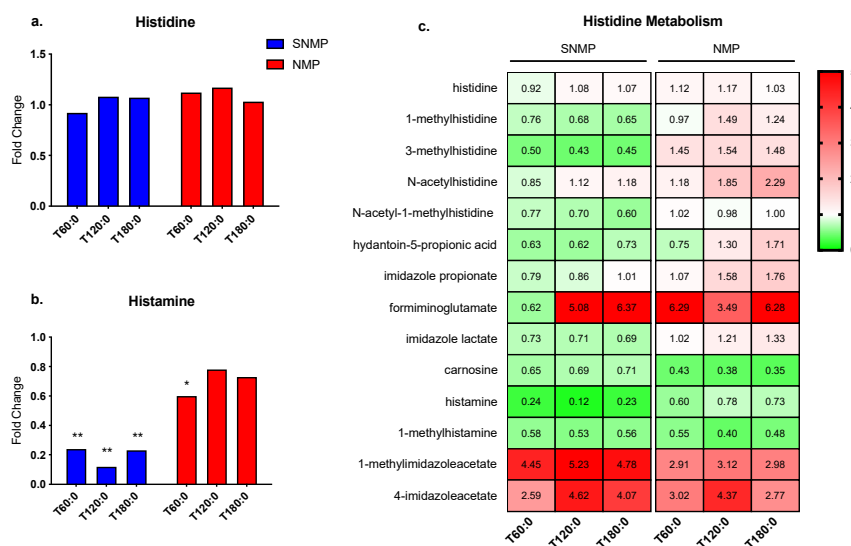 a.
Histidine
SNMP
NMP
Fold Change
1.5
1.0
0.5
0.0
T60:0
T120:0
T180:0
T60:0
T120:0
T180:0
b.
Histamine
Fold Change
1.0
0.8
0.6
0.4
0.2
0.0
**
**
**
*
T60:0
T120:0
T180:0
T60:0
T120:0
T180:0
c.
Histidine Metabolism
SNMP NMP
histidine 0.92 1.08 1.07 1.12 1.17 1.03
1-methylhistidine 0.76 0.68 0.65 0.97 1.49 1.24
3-methylhistidine 0.50 0.43 0.45 1.45 1.54 1.48
N-acetylhistidine 0.85 1.12 1.18 1.18 1.85 2.29
N-acetyl-1-methylhistidine 0.77 0.70 0.60 1.02 0.98 1.00
hydantoin-5-propionic acid 0.63 0.62 0.73 0.75 1.30 1.71
imidazole propionate 0.79 0.86 1.01 1.07 1.58 1.76
formiminoglutamate 0.62 5.08 6.37 6.29 3.49 6.28
imidazole lactate 0.73 0.71 0.69 1.02 1.21 1.33
carnosine 0.65 0.69 0.71 0.43 0.38 0.35
histamine 0.24 0.12 0.23 0.60 0.78 0.73
1-methylhistamine 0.58 0.53 0.56 0.55 0.40 0.48
1-methylimidazoleacetate 4.45 5.23 4.78 2.91 3.12 2.98
4-imidazoleacetate 2.59 4.62 4.07 3.02 4.37 2.77
T60:0 T120:0 T180:0 T60:0 T120:0 T180:0